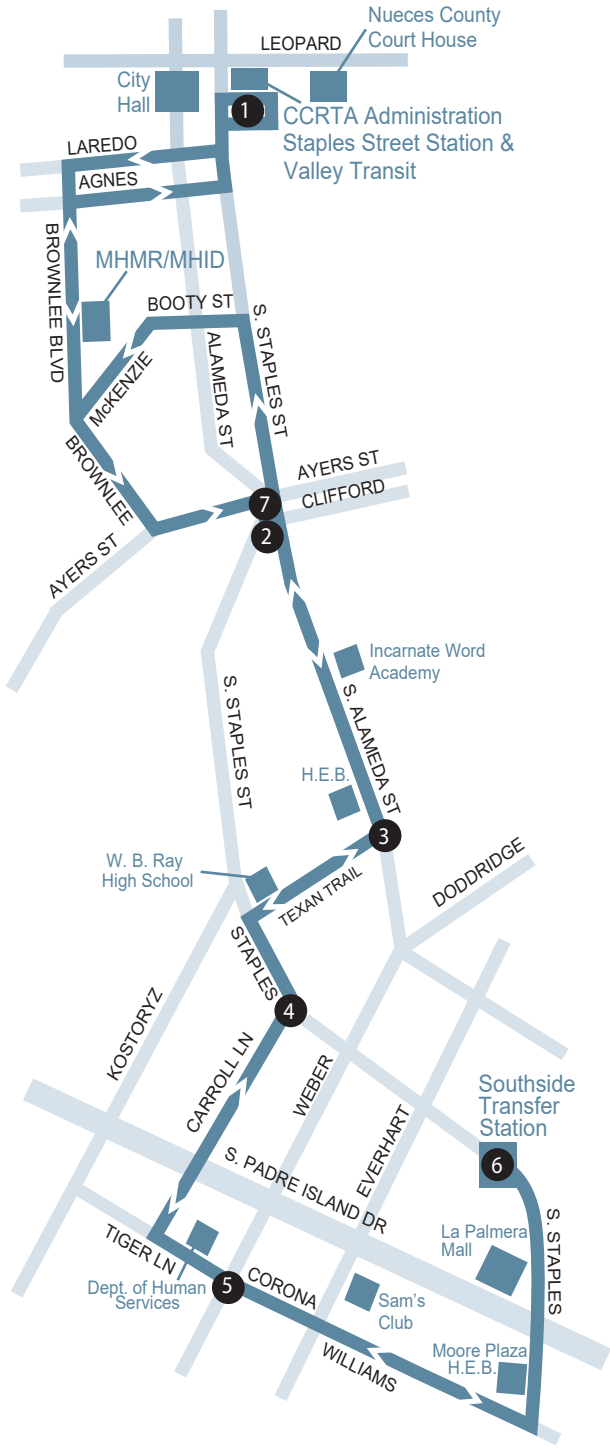 Nueces County
Court House
LEOPARD
City
Hall
1
CCRTA Administration
Staples Street Station &
Valley Transit
LAREDO
AGNES
BROWNLEE BLVD
MHMR/MHID
BOOTY ST
S. STAPLES ST
McKENZIE
ALAMEDA ST
BROWNLEE
AYERS ST
CLIFFORD
7
2
AYERS ST
Incarnate Word
Academy
S. STAPLES ST
S. ALAMEDA ST
H.E.B.
3
W. B. Ray
High School
TEXAN TRAIL
DODDRIDGE
STAPLES
4
KOSTORYZ
CARROLL LN
WEBER
EVERHART
Southside
Transfer
Station
6
S. PADRE ISLAND DR
S. STAPLES
La Palmera
Mall
TIGER LN
Dept. of Human
Services
5
CORONA
Sam's
Club
WILLIAMS
Moore Plaza
H.E.B.